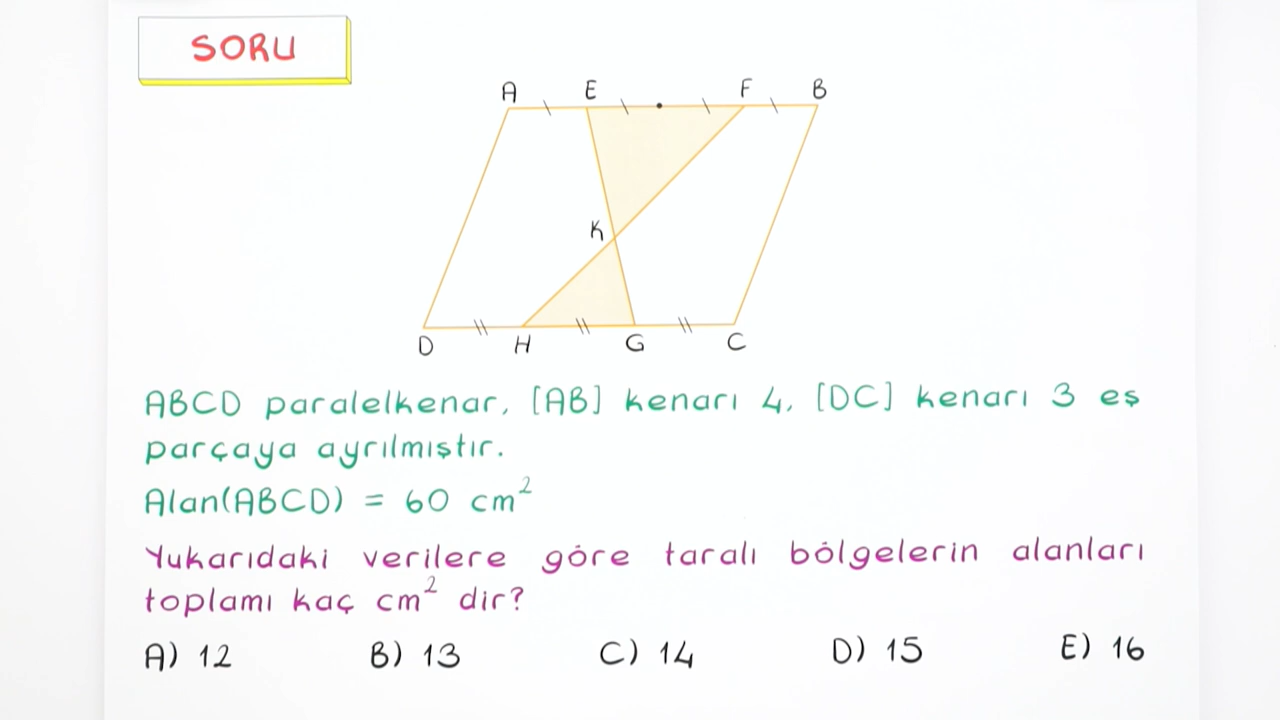 SORU
A E F B
K
D H G C
ABCD paralelkenar, [AB] kenarı 4, [DC] kenarı 3 eş
parçaya ayrılmıştır.
Alan(ABCD) = 60 cm²
Yukarıdaki verilere göre taralı bölgelerin alanları
toplamı kaç cm² dir?
A) 12 B) 13 C) 14 D) 15 E) 16